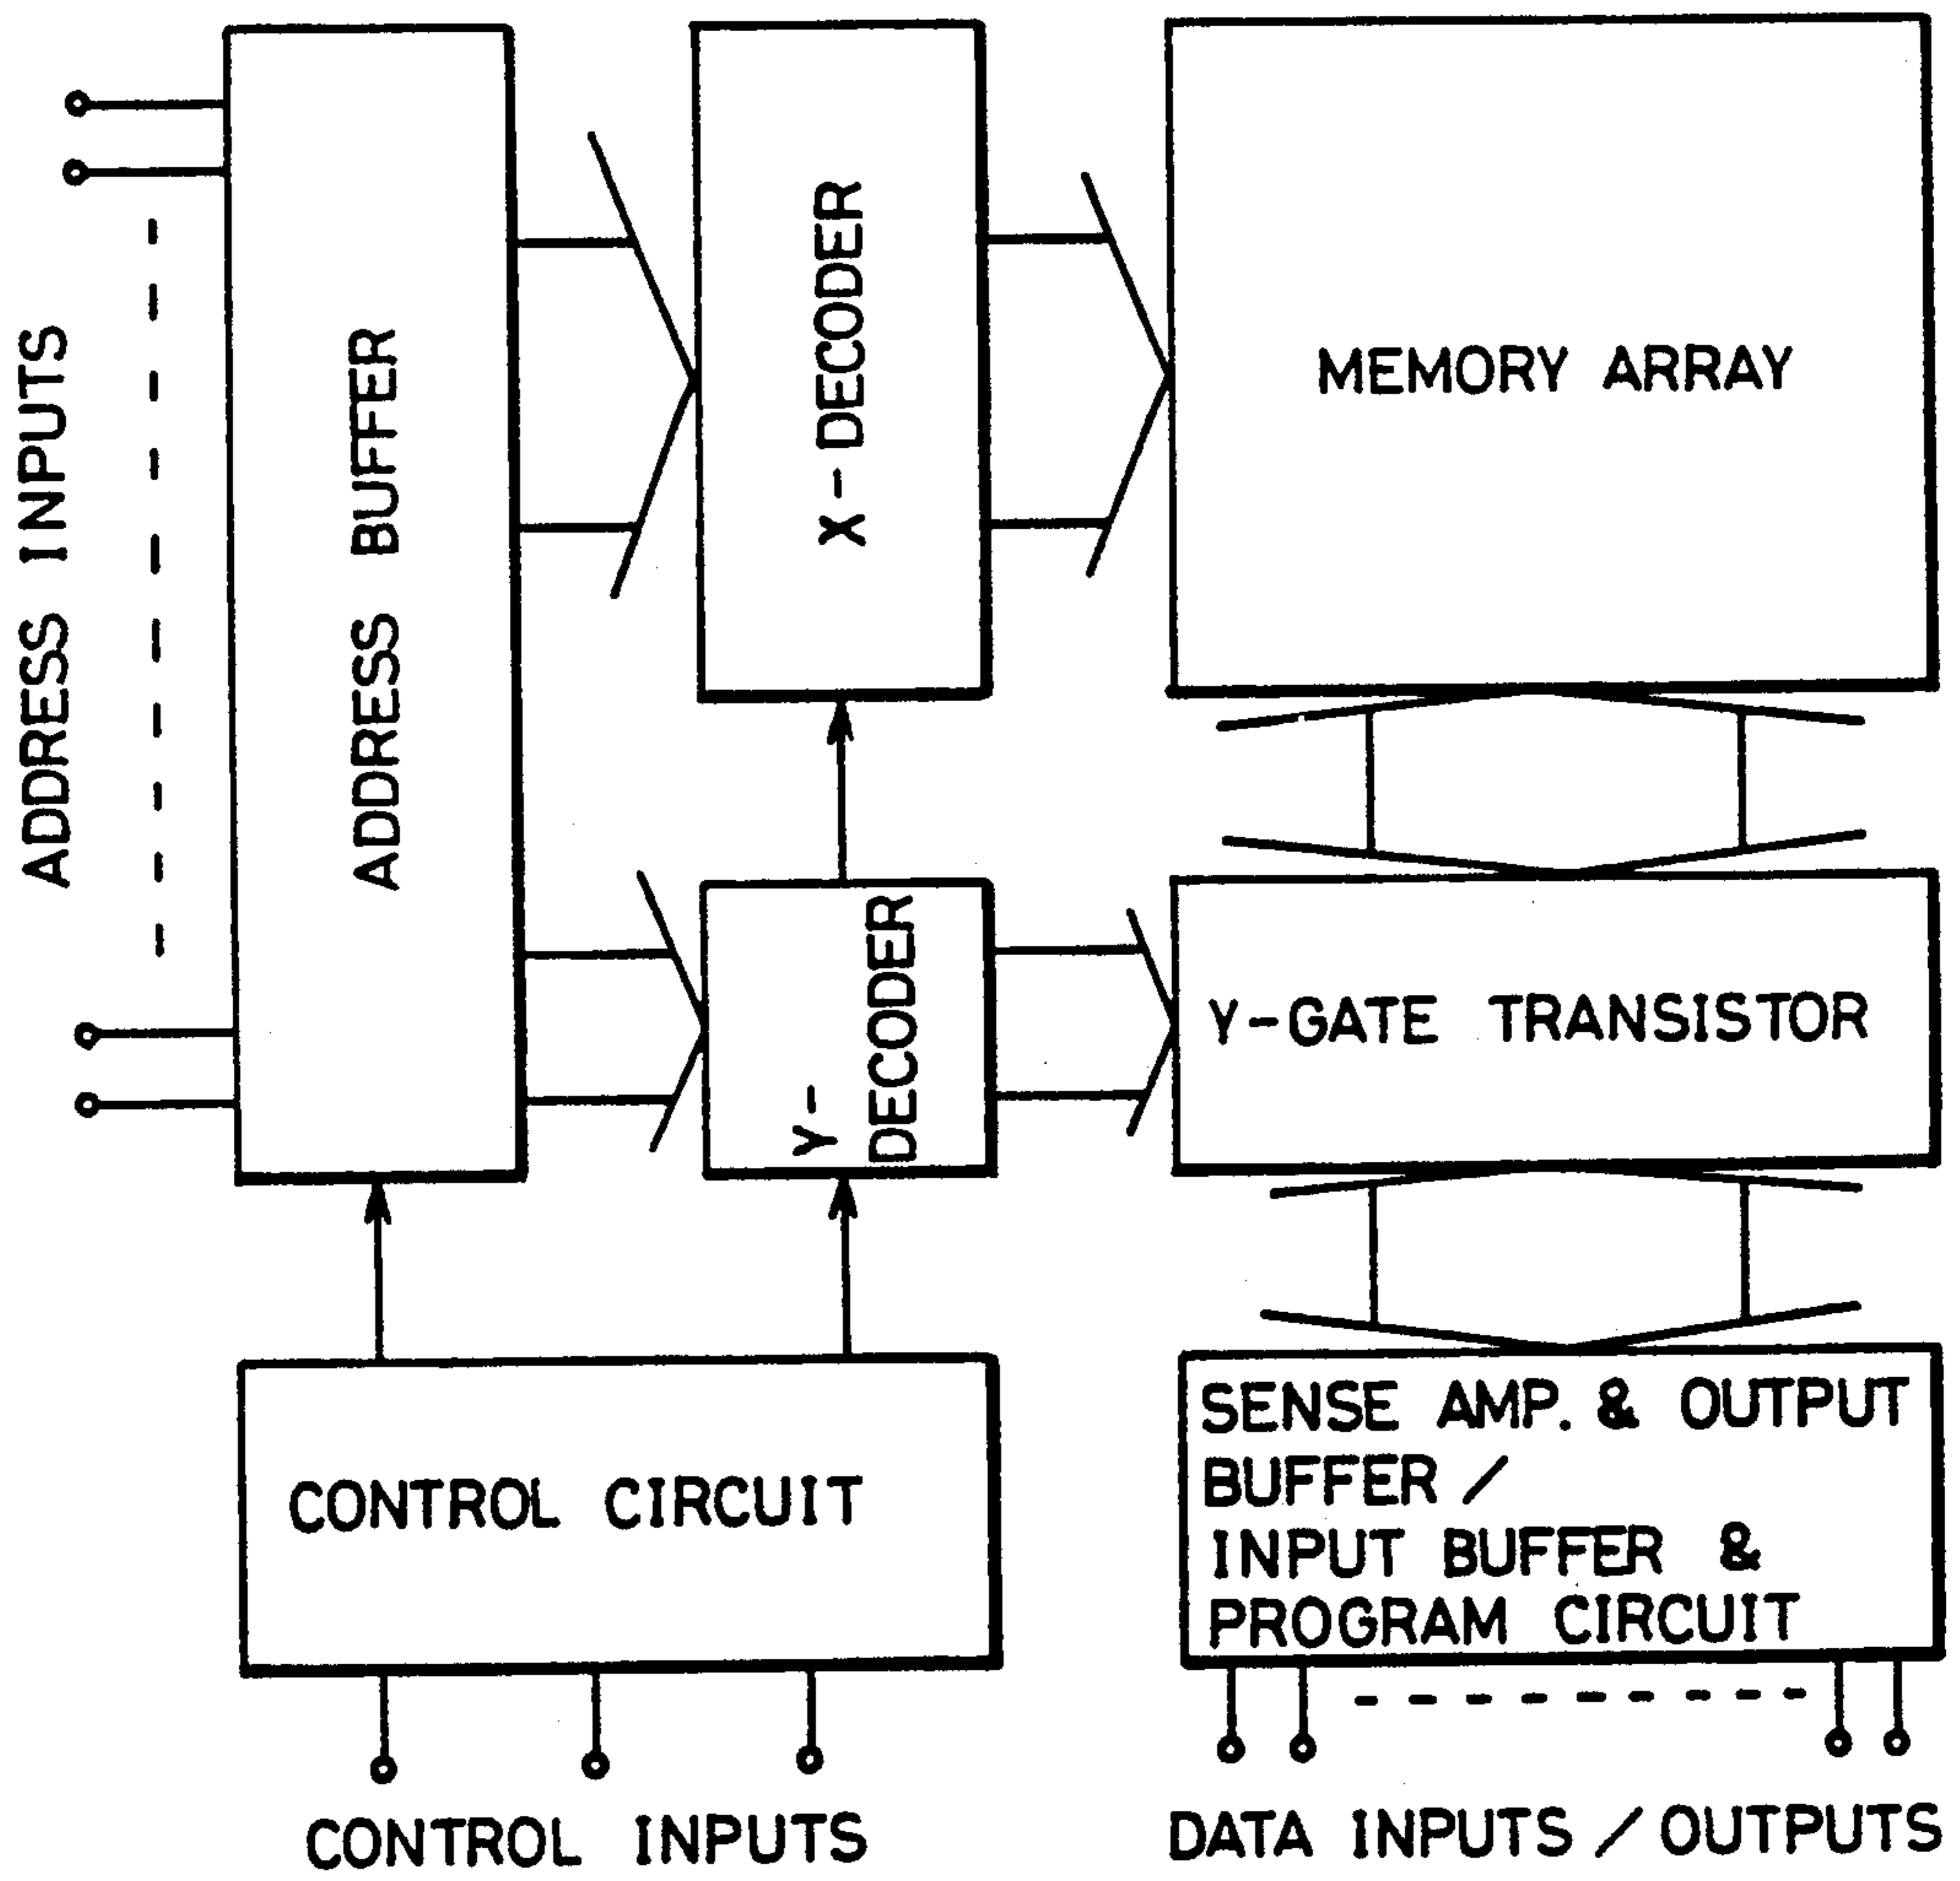 ADDRESS INPUTS
ADDRESS BUFFER
X-DECODER
MEMORY ARRAY
Y-
DECODER
Y-GATE TRANSISTOR
CONTROL CIRCUIT
SENSE AMP. & OUTPUT
BUFFER /
INPUT BUFFER &
PROGRAM CIRCUIT
CONTROL INPUTS
DATA INPUTS / OUTPUTS